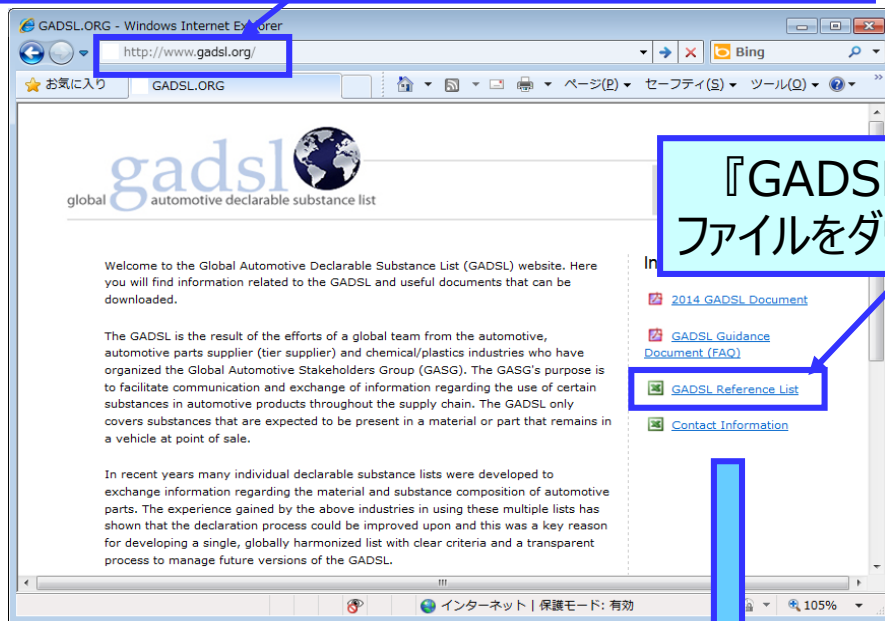 GADSL.ORG - Windows Internet Explorer
http://www.gadsl.org/
Bing
お気に入り
GADSL.ORG
ページ(P)
セーフティ(S)
ツール(O)
gadsl
global automotive declarable substance list
『GADSL
ファイルをダ
Welcome to the Global Automotive Declarable Substance List (GADSL) website. Here
you will find information related to the GADSL and useful documents that can be
downloaded.
The GADSL is the result of the efforts of a global team from the automotive,
automotive parts supplier (tier supplier) and chemical/plastics industries who have
organized the Global Automotive Stakeholders Group (GASG). The GASG's purpose is
to facilitate communication and exchange of information regarding the use of certain
substances in automotive products throughout the supply chain. The GADSL only
covers substances that are expected to be present in a material or part that remains in
a vehicle at point of sale.
In recent years many individual declarable substance lists were developed to
exchange information regarding the material and substance composition of automotive
parts. The experience gained by the above industries in using these multiple lists has
shown that the declaration process could be improved upon and this was a key reason
for developing a single, globally harmonized list with clear criteria and a transparent
process to manage future versions of the GADSL.
2014 GADSL Document
GADSL Guidance
Document (FAQ)
GADSL Reference List
Contact Information
インターネット | 保護モード: 有効
105%